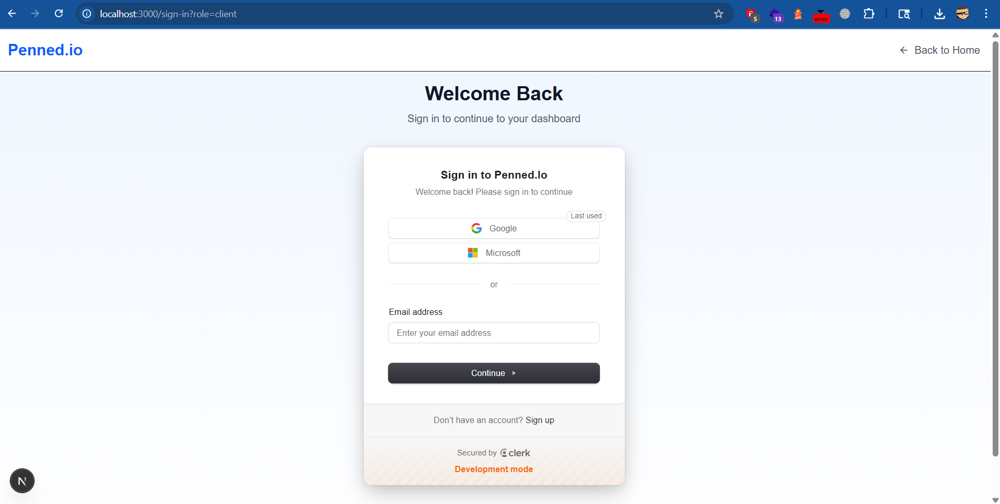 localhost:3000/sign-in?role=client
5
13
error
Penned.io
Back to Home
Welcome Back
Sign in to continue to your dashboard
Sign in to Penned.Io
Welcome back! Please sign in to continue
Last used
Google
Microsoft
or
Email address
Enter your email address
Continue
Don’t have an account? Sign up
Secured by clerk
Development mode
N